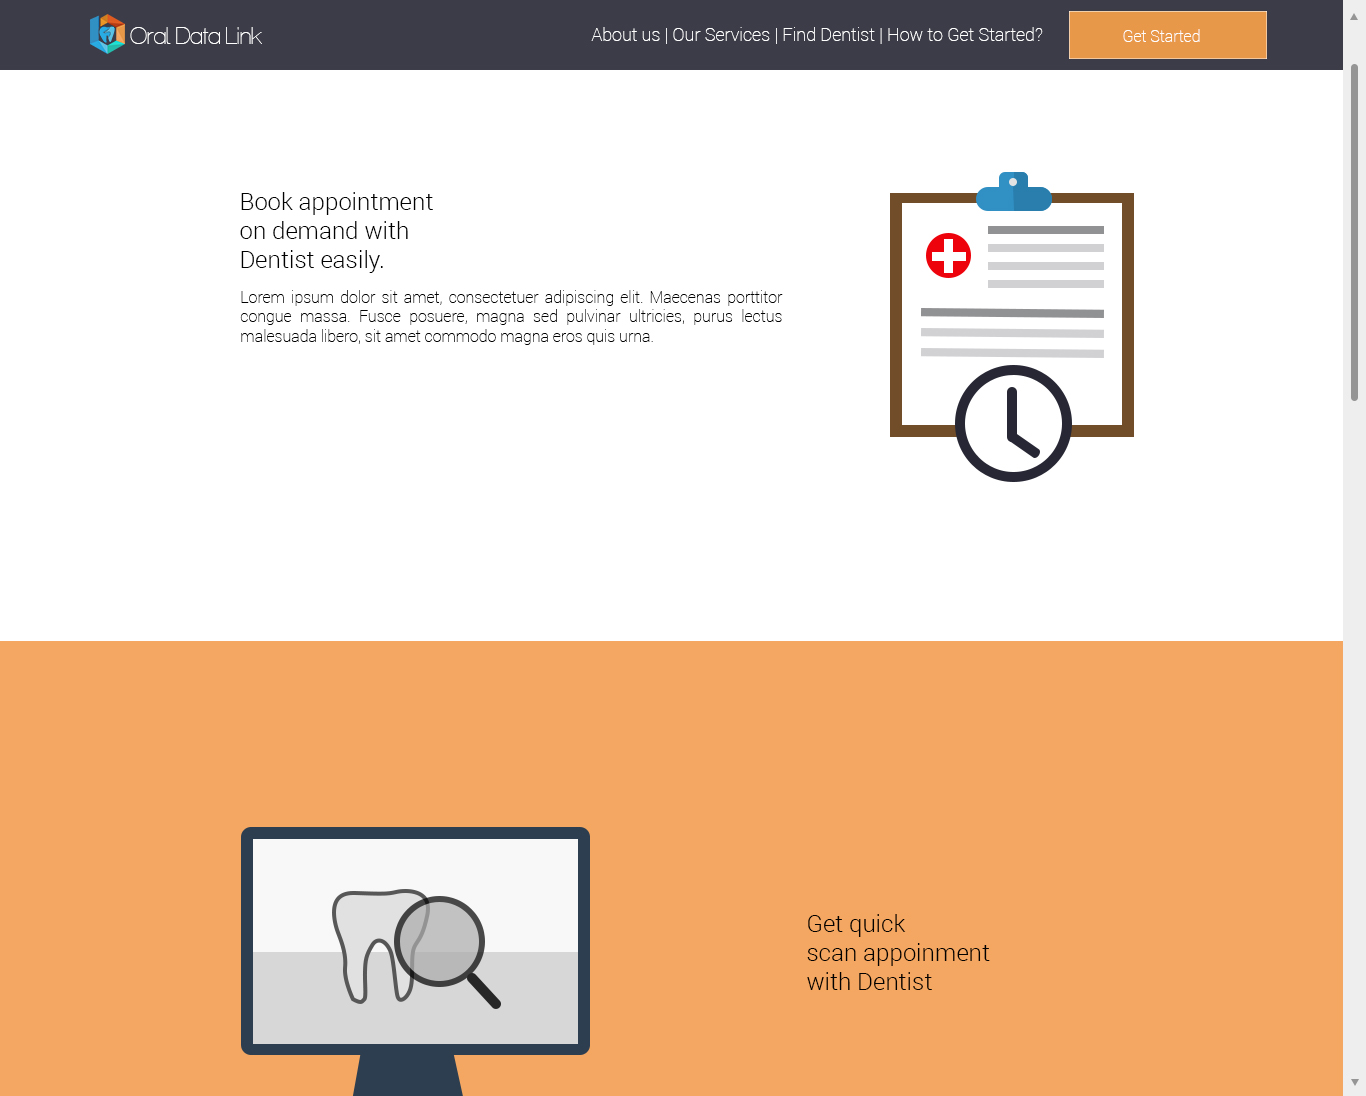 Oral Data Link
About us | Our Services | Find Dentist | How to Get Started?
Get Started
Book appointment
on demand with
Dentist easily.
Lorem ipsum dolor sit amet, consectetuer adipiscing elit. Maecenas porttitor
congue massa. Fusce posuere, magna sed pulvinar ultricies, purus lectus
malesuada libero, sit amet commodo magna eros quis urna.
Get quick
scan appoinment
with Dentist